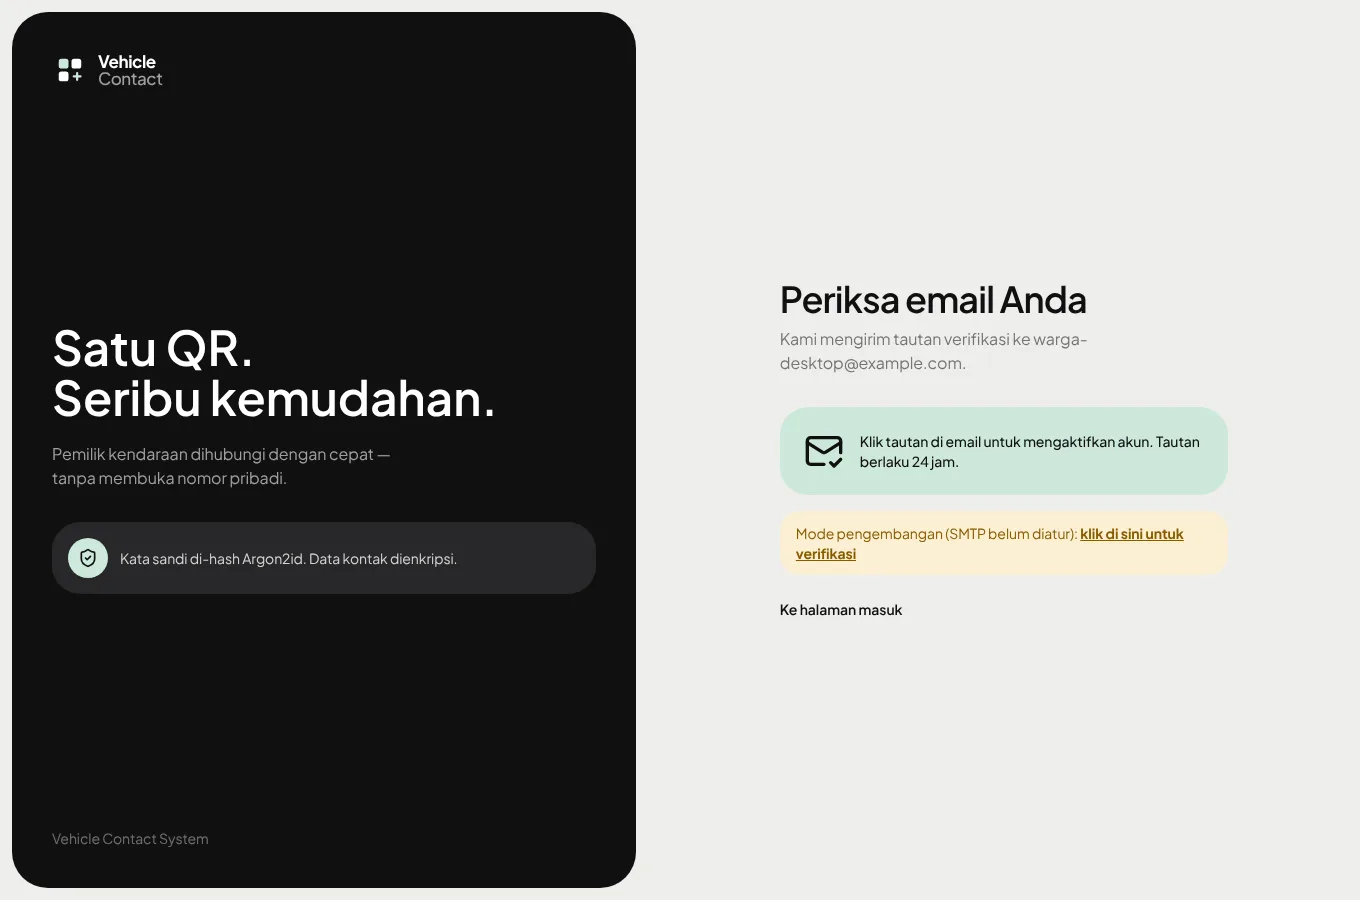 Vehicle
Contact
Satu QR.
Seribu kemudahan.
Pemilik kendaraan dihubungi dengan cepat —
tanpa membuka nomor pribadi.
Kata sandi di-hash Argon2id. Data kontak dienkripsi.
Vehicle Contact System
Periksa email Anda
Kami mengirim tautan verifikasi ke warga-
desktop@example.com.
Klik tautan di email untuk mengaktifkan akun. Tautan
berlaku 24 jam.
Mode pengembangan (SMTP belum diatur): klik di sini untuk
verifikasi
Ke halaman masuk